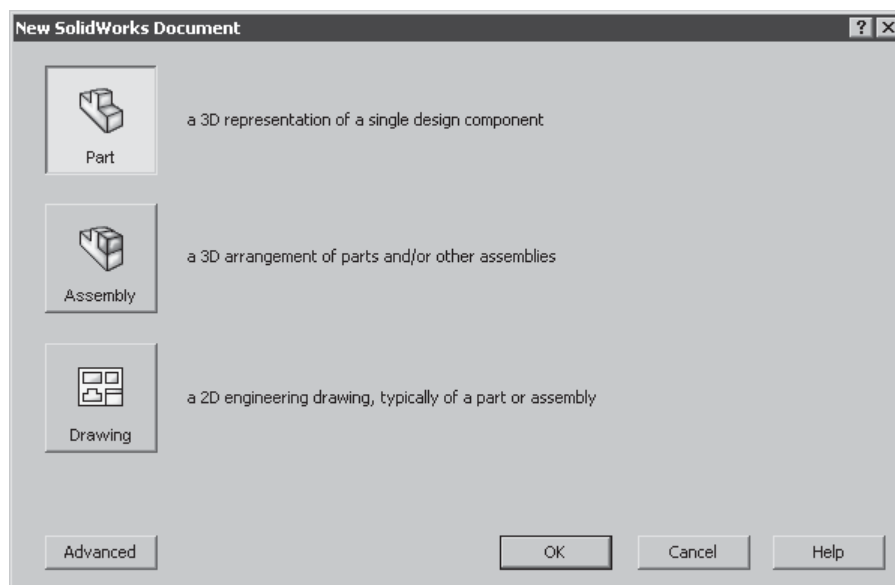 New SolidWorks Document
Part
a 3D representation of a single design component
Assembly
a 3D arrangement of parts and/or other assemblies
Drawing
a 2D engineering drawing, typically of a part or assembly
Advanced
OK
Cancel
Help